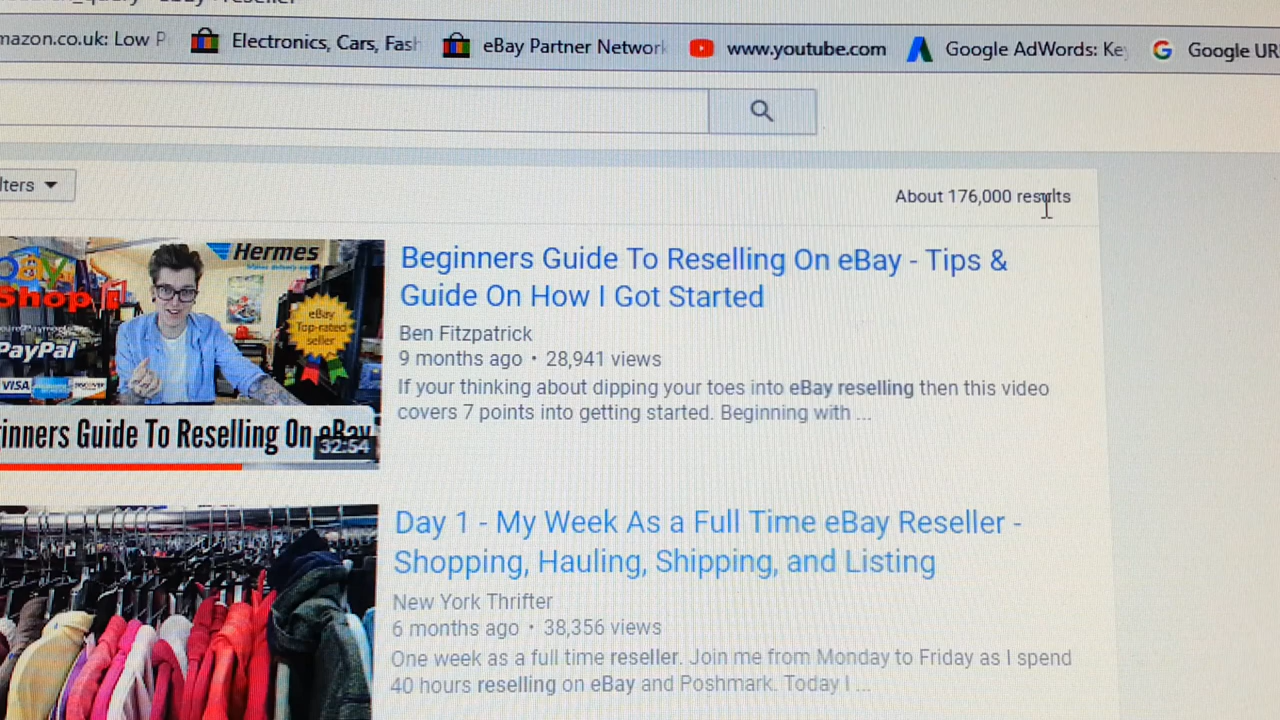 mazon.co.uk: Low P Electronics, Cars, Fash eBay Partner Network www.youtube.com Google AdWords: Ke Google UR
lters About 176,000 results
Hermes
ebay
Shop
eBay
Top-rated
seller
PayPal
VISA DISCOVER
inners Guide To Reselling On eBay
32:54
Beginners Guide To Reselling On eBay - Tips &
Guide On How I Got Started
Ben Fitzpatrick
9 months ago • 28,941 views
If your thinking about dipping your toes into eBay reselling then this video
covers 7 points into getting started. Beginning with ...
Day 1 - My Week As a Full Time eBay Reseller -
Shopping, Hauling, Shipping, and Listing
New York Thrifter
6 months ago • 38,356 views
One week as a full time reseller. Join me from Monday to Friday as I spend
40 hours reselling on eBay and Poshmark. Today I ...